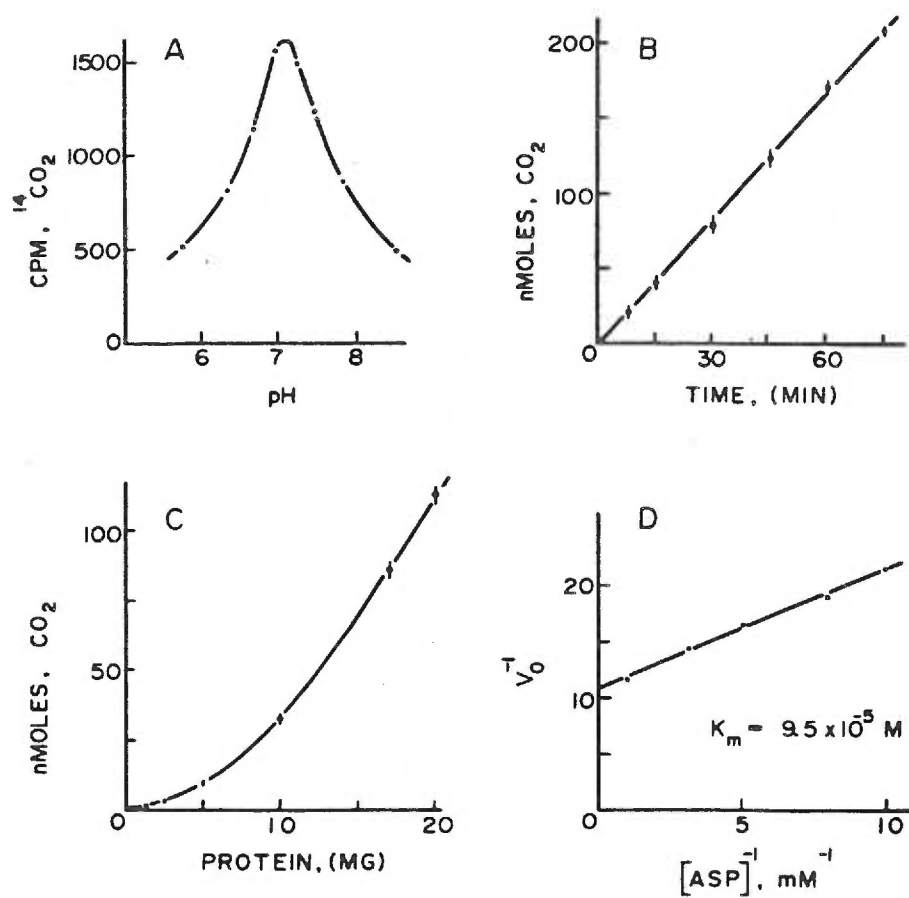 A
CPM, ¹⁴CO₂
1500
1000
500
0
6 7 8
pH
B
nMOLES, CO₂
200
100
0
30 60
TIME, (MIN)
C
nMOLES, CO₂
100
50
0
10 20
PROTEIN, (MG)
D
V₀⁻¹
20
10
Kₘ = 9.5 x 10⁻⁵ M
0
5 10
[ASP]⁻¹, mM⁻¹